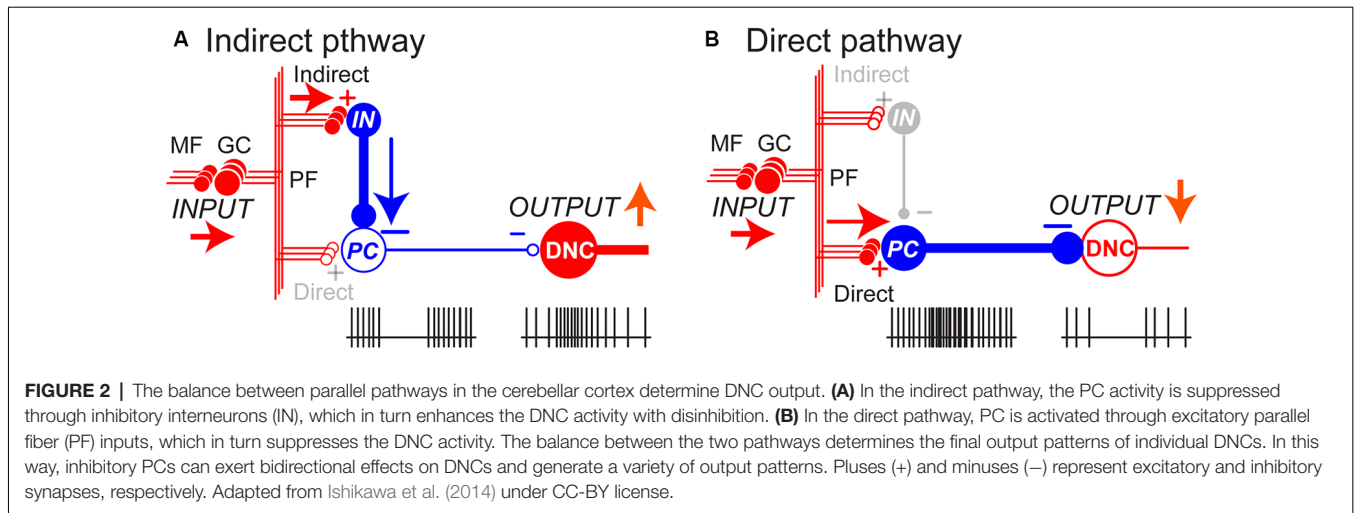 A Indirect pthway
Indirect
+
IN
MF GC
PF
INPUT
OUTPUT
−
−
PC
DNC
+
Direct
B Direct pathway
Indirect
+
IN
MF GC
PF
INPUT
−
OUTPUT
−
PC
DNC
+
Direct
FIGURE 2 | The balance between parallel pathways in the cerebellar cortex determine DNC output. (A) In the indirect pathway, the PC activity is suppressed
through inhibitory interneurons (IN), which in turn enhances the DNC activity with disinhibition. (B) In the direct pathway, PC is activated through excitatory parallel
fiber (PF) inputs, which in turn suppresses the DNC activity. The balance between the two pathways determines the final output patterns of individual DNCs. In this
way, inhibitory PCs can exert bidirectional effects on DNCs and generate a variety of output patterns. Pluses (+) and minuses (−) represent excitatory and inhibitory
synapses, respectively. Adapted from Ishikawa et al. (2014) under CC-BY license.